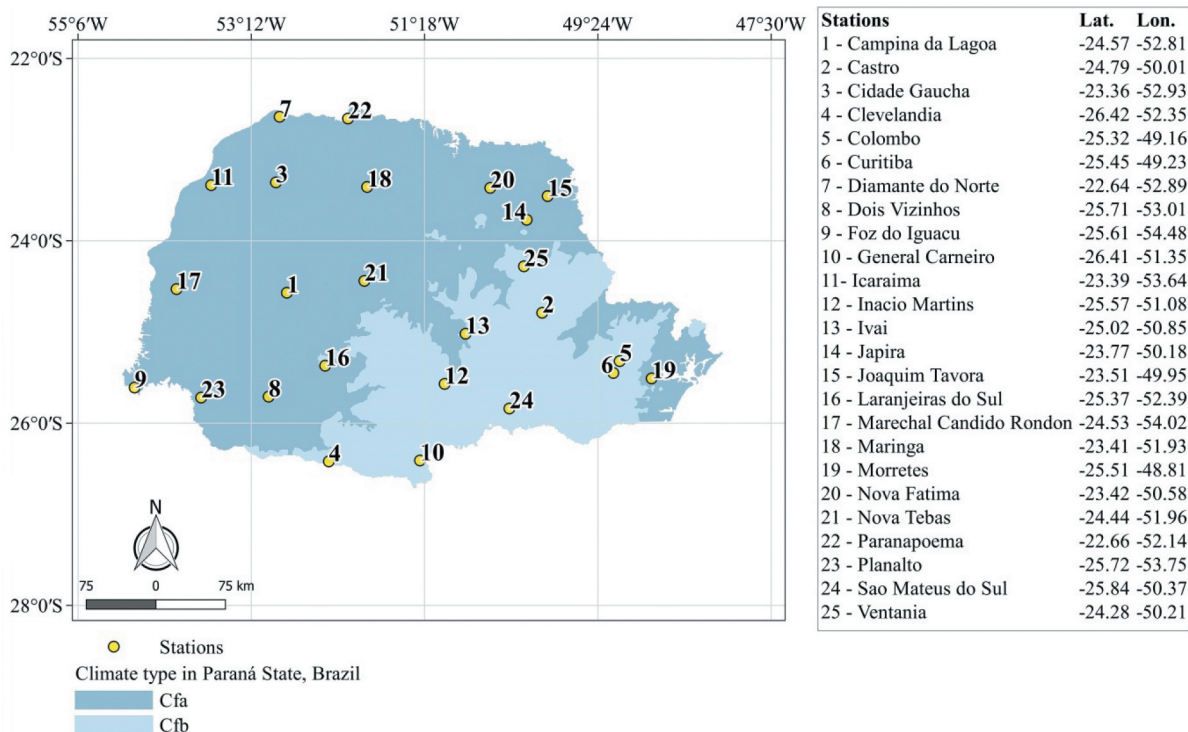 55°6'W 53°12'W 51°18'W 49°24'W 47°30'W
22°0'S
24°0'S
26°0'S
28°0'S
7
22
11
3
18
20
15
14
25
17
1
21
2
13
16
12
5
6
19
9
23
8
24
4
10
N
75 0 75 km
Stations
Climate type in Paraná State, Brazil
Cfa
Cfb
Stations Lat. Lon.
1 - Campina da Lagoa -24.57 -52.81
2 - Castro -24.79 -50.01
3 - Cidade Gaucha -23.36 -52.93
4 - Clevelandia -26.42 -52.35
5 - Colombo -25.32 -49.16
6 - Curitiba -25.45 -49.23
7 - Diamante do Norte -22.64 -52.89
8 - Dois Vizinhos -25.71 -53.01
9 - Foz do Iguacu -25.61 -54.48
10 - General Carneiro -26.41 -51.35
11- Icaraima -23.39 -53.64
12 - Inacio Martins -25.57 -51.08
13 - Ivai -25.02 -50.85
14 - Japira -23.77 -50.18
15 - Joaquim Tavora -23.51 -49.95
16 - Laranjeiras do Sul -25.37 -52.39
17 - Marechal Candido Rondon -24.53 -54.02
18 - Maringa -23.41 -51.93
19 - Morretes -25.51 -48.81
20 - Nova Fatima -23.42 -50.58
21 - Nova Tebas -24.44 -51.96
22 - Paranapoema -22.66 -52.14
23 - Planalto -25.72 -53.75
24 - Sao Mateus do Sul -25.84 -50.37
25 - Ventania -24.28 -50.21